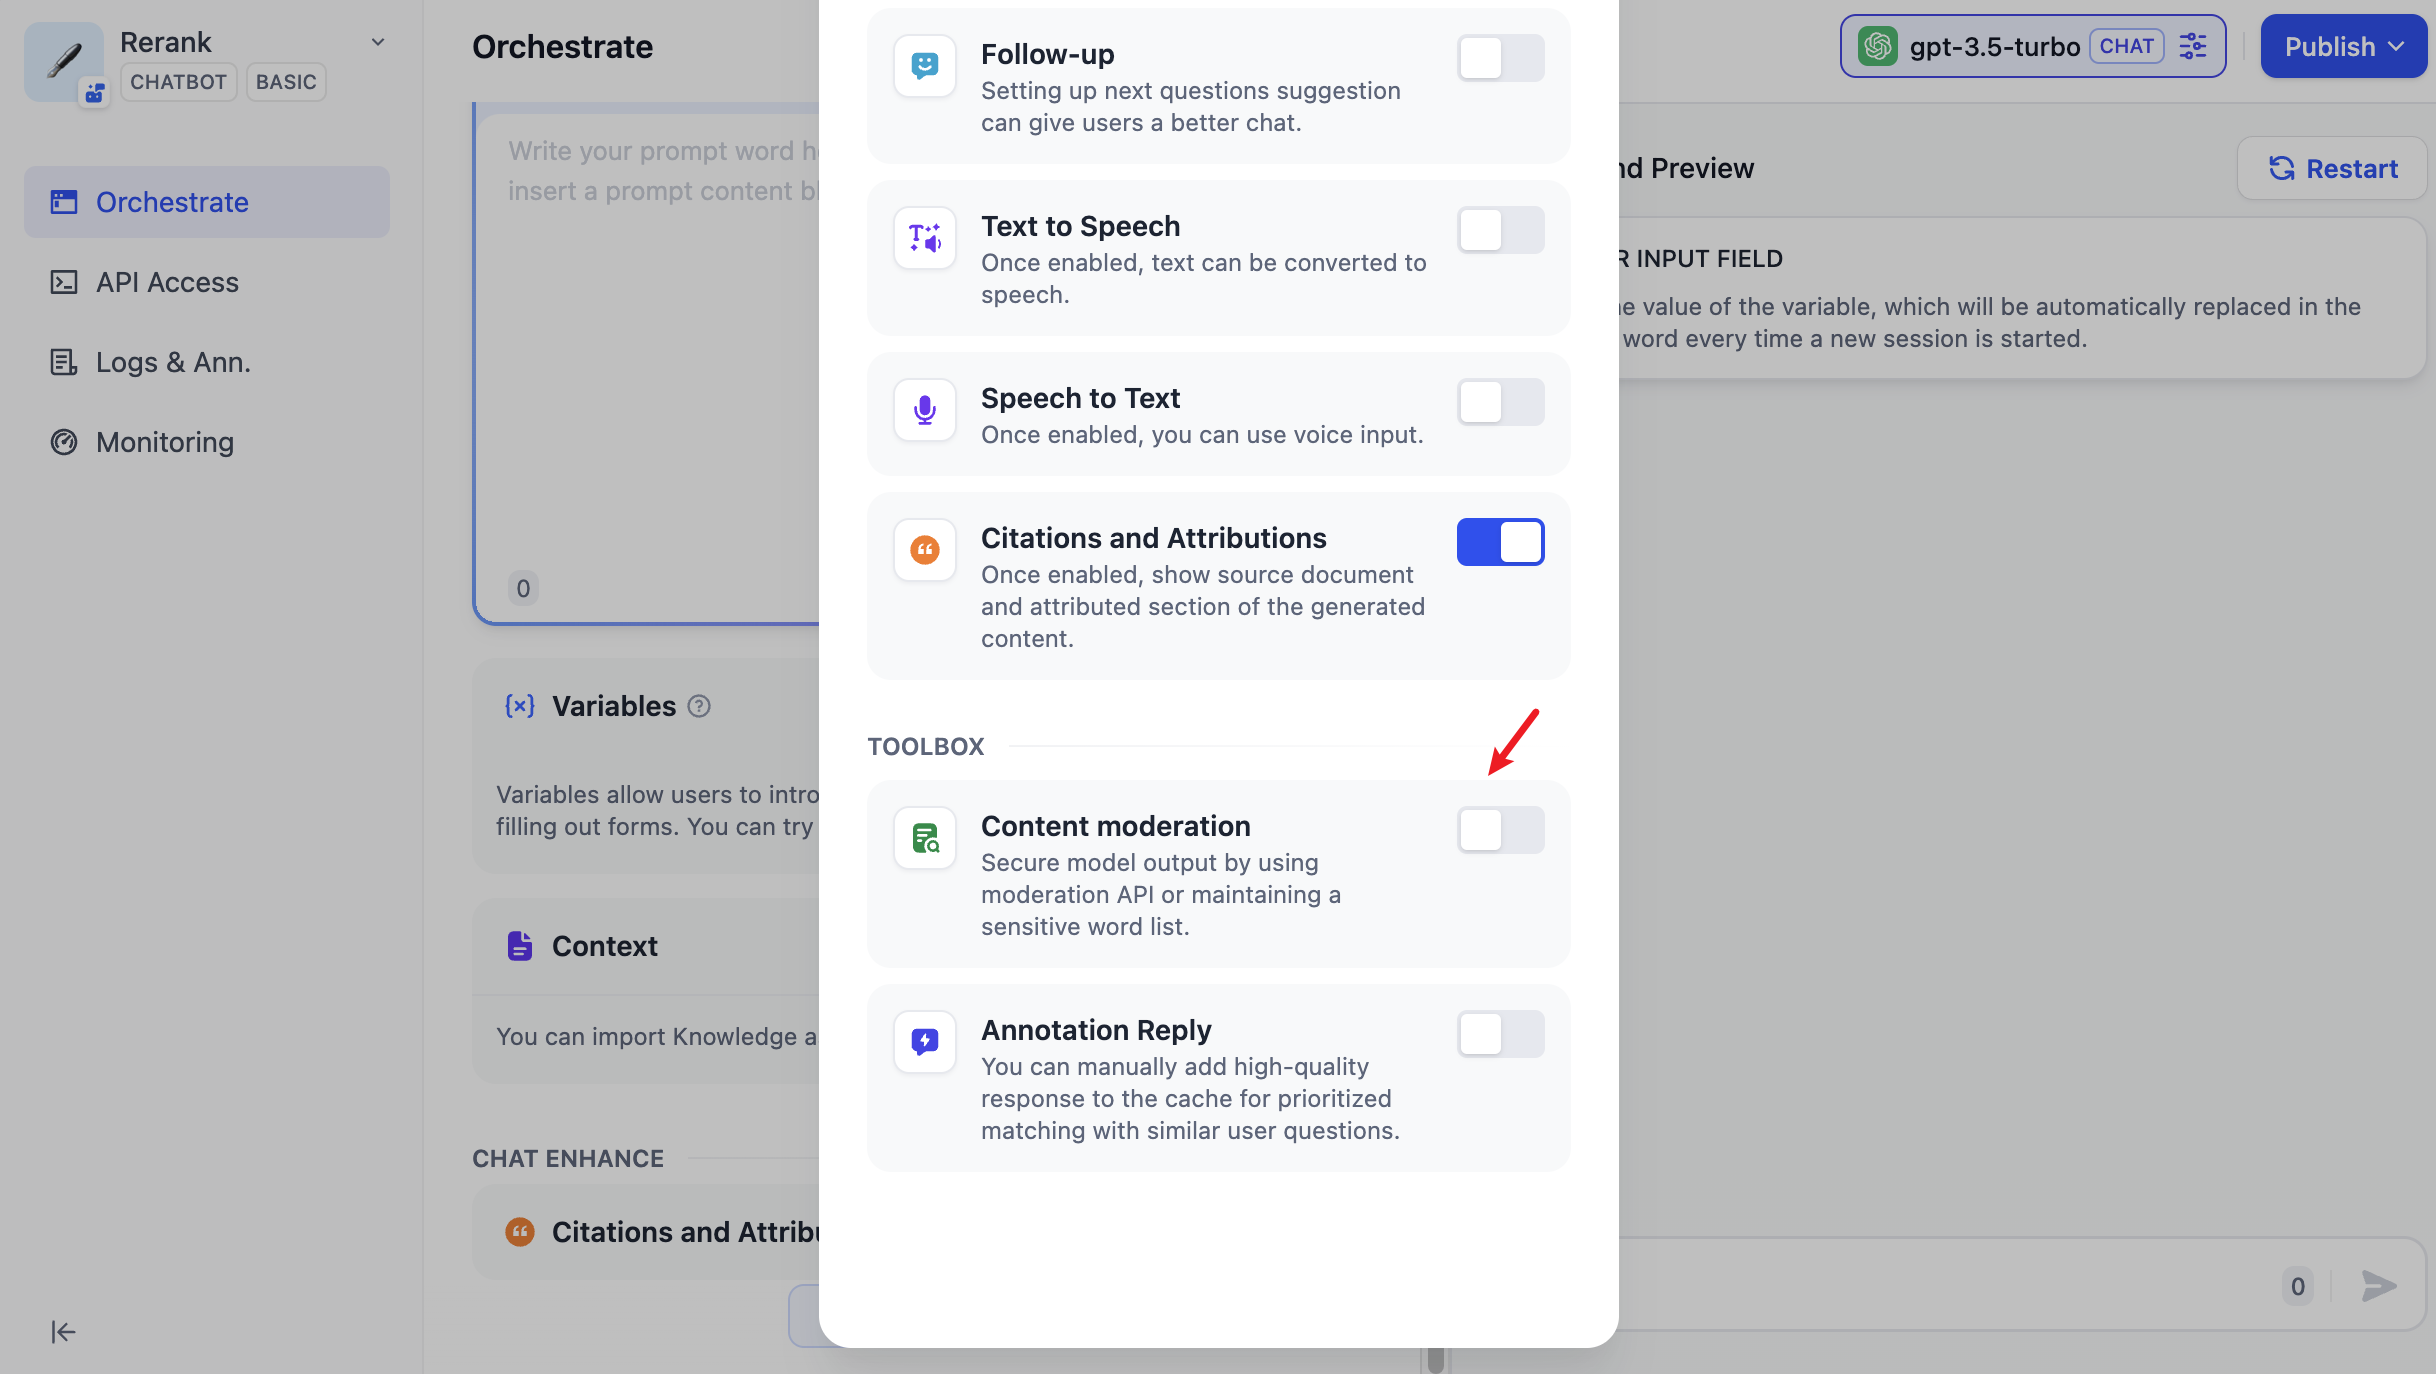 Rerank
CHATBOT
BASIC
Orchestrate
API Access
Logs & Ann.
Monitoring
Orchestrate
Write your prompt word
insert a prompt content
0
Variables
Variables allow users to
filling out forms. You can try
Context
You can import Knowledge
CHAT ENHANCE
Citations and
Follow-up
Setting up next questions suggestion
can give users a better chat.
Text to Speech
Once enabled, text can be converted to
speech.
Speech to Text
Once enabled, you can use voice input.
Citations and Attributions
Once enabled, show source document
and attributed section of the generated
content.
TOOLBOX
Content moderation
Secure model output by using
moderation API or maintaining a
sensitive word list.
Annotation Reply
You can manually add high-quality
response to the cache for prioritized
matching with similar user questions.
gpt-3.5-turbo
CHAT
Publish
Preview
Restart
INPUT FIELD
value of the variable, which will be automatically replaced in the
word every time a new session is started.
0